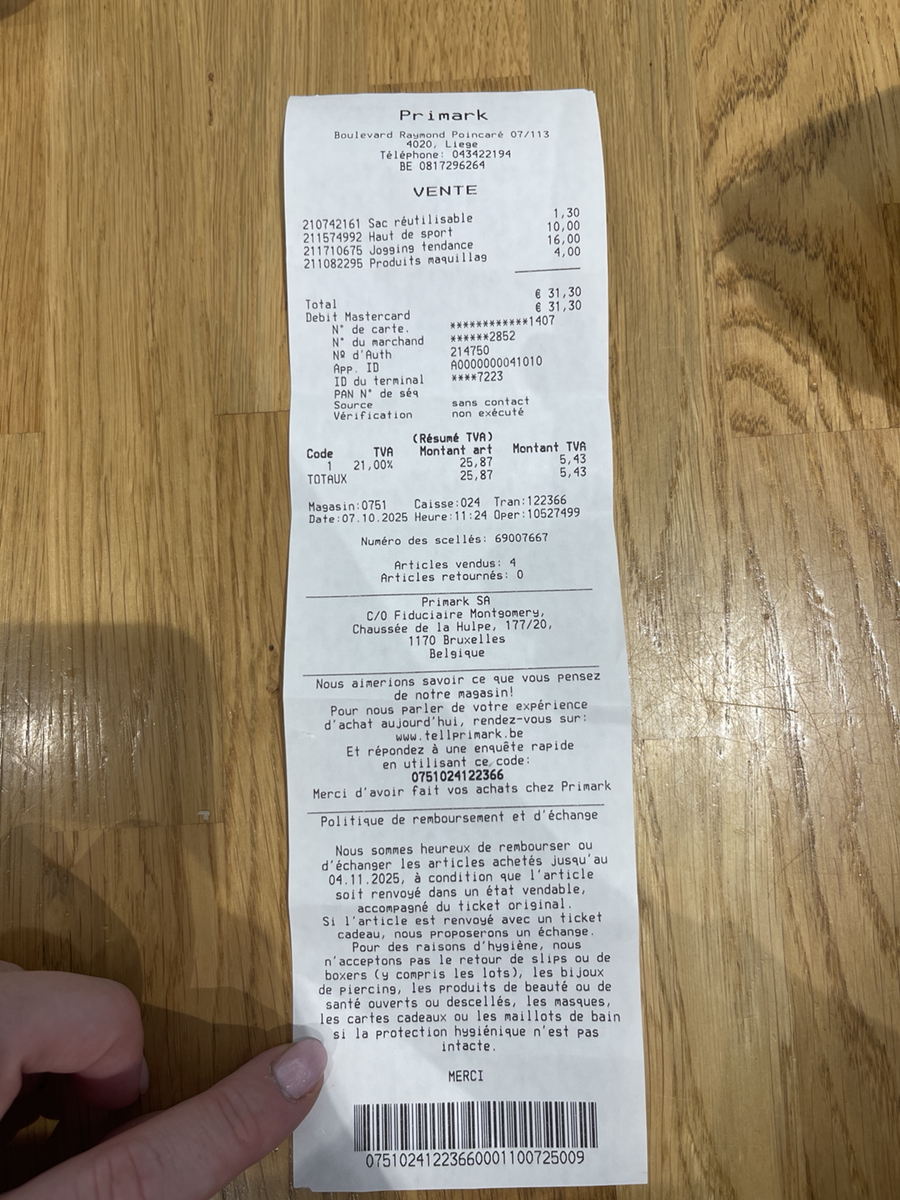 Primark
Boulevard Raymond Poincaré 07/113
4020, Liege
Téléphone: 043422194
BE 0817296264
VENTE
210742161 Sac réutilisable 1,30
211574992 Haut de sport 10,00
211710675 Jogging tendance 16,00
211082295 Produits maquillag 4,00
Total € 31,30
Debit Mastercard € 31,30
N° de carte. ************1407
N° du marchand ******2852
Nº d'Auth 214750
App. ID A0000000041010
ID du terminal ****7223
PAN N° de séq
Source sans contact
Vérification non exécuté
(Résumé TVA)
Code TVA Montant art Montant TVA
1 21,00% 25,87 5,43
TOTAUX 25,87 5,43
Magasin:0751 Caisse:024 Tran:122366
Date:07.10.2025 Heure:11:24 Oper:10527499
Numéro des scellés: 69007667
Articles vendus: 4
Articles retournés: 0
Primark SA
C/O Fiduciaire Montgomery,
Chaussée de la Hulpe, 177/20,
1170 Bruxelles
Belgique
Nous aimerions savoir ce que vous pensez
de notre magasin!
Pour nous parler de votre expérience
d'achat aujourd'hui, rendez-vous sur:
www.tellprimark.be
Et répondez à une enquête rapide
en utilisant ce code:
0751024122366
Merci d'avoir fait vos achats chez Primark
Politique de remboursement et d'échange
Nous sommes heureux de rembourser ou
d'échanger les articles achetés jusqu'au
04.11.2025, à condition que l'article
soit renvoyé dans un état vendable,
accompagné du ticket original.
Si l'article est renvoyé avec un ticket
cadeau, nous proposerons un échange.
Pour des raisons d'hygiène, nous
n'acceptons pas le retour de slips ou de
boxers (y compris les lots), les bijoux
de piercing, les produits de beauté ou de
santé ouverts ou descellés, les masques,
les cartes cadeaux ou les maillots de bain
si la protection hygiénique n'est pas
intacte.
MERCI
07510241223660001100725009